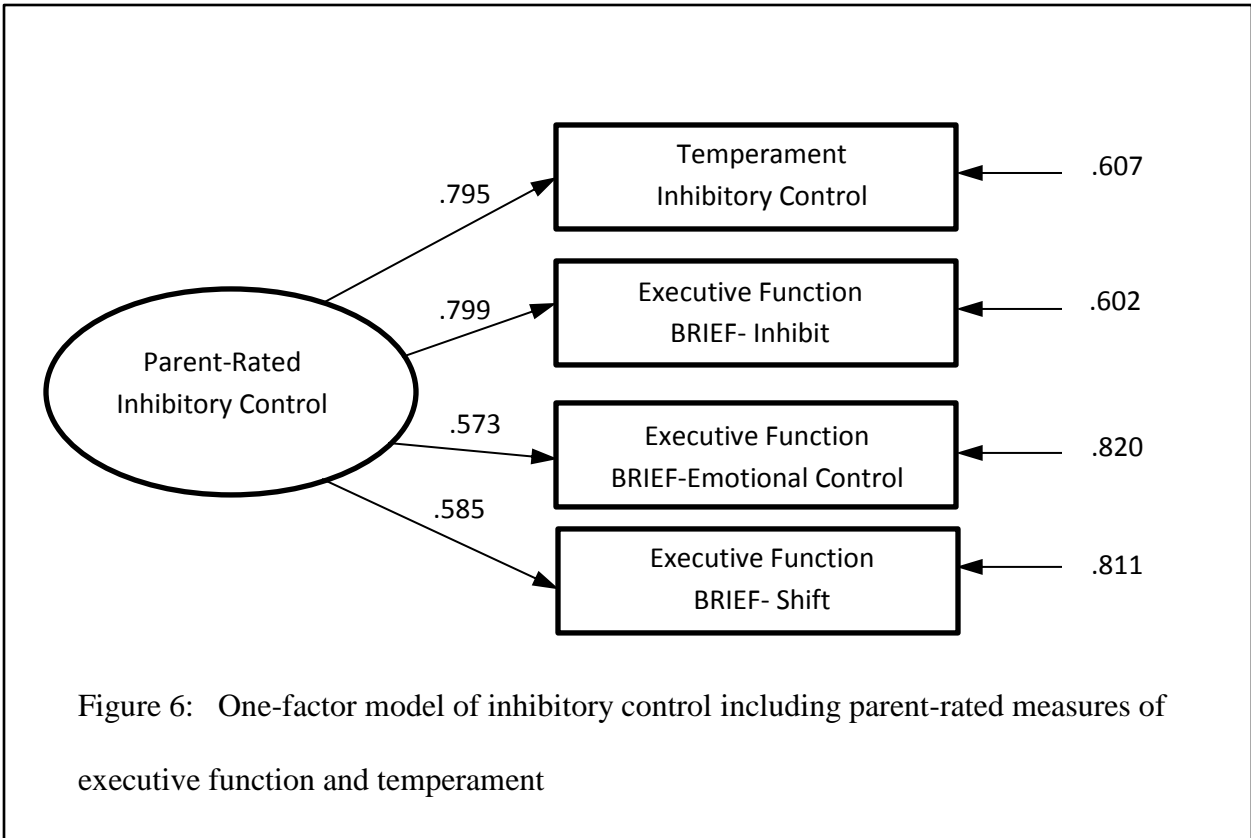 Temperament
Inhibitory Control
.607
.795
Executive Function
BRIEF- Inhibit
.602
.799
Parent-Rated
Inhibitory Control
.573
Executive Function
BRIEF-Emotional Control
.820
.585
Executive Function
BRIEF- Shift
.811
Figure 6: One-factor model of inhibitory control including parent-rated measures of
executive function and temperament